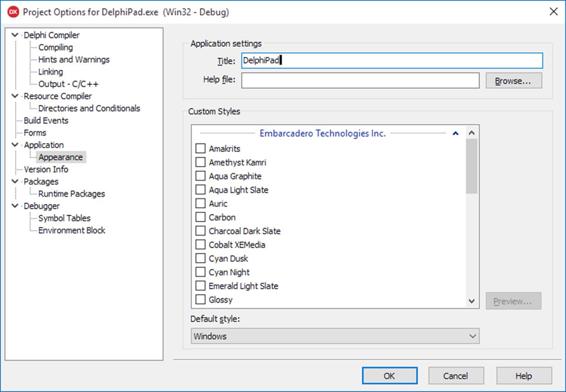 Project Options for DelphiPad.exe (Win32 - Debug)
Delphi Compiler
Compiling
Hints and Warnings
Linking
Output - C/C++
Resource Compiler
Directories and Conditionals
Build Events
Forms
Application
Appearance
Version Info
Packages
Runtime Packages
Debugger
Symbol Tables
Environment Block
Application settings
Title: DelphiPad
Help file: Browse...
Custom Styles
Embarcadero Technologies Inc.
Amakrits
Amethyst Kamri
Aqua Graphite
Aqua Light Slate
Auric
Carbon
Charcoal Dark Slate
Cobalt XEMedia
Cyan Dusk
Cyan Night
Emerald Light Slate
Glossy
Preview...
Default style:
Windows
OK Cancel Help